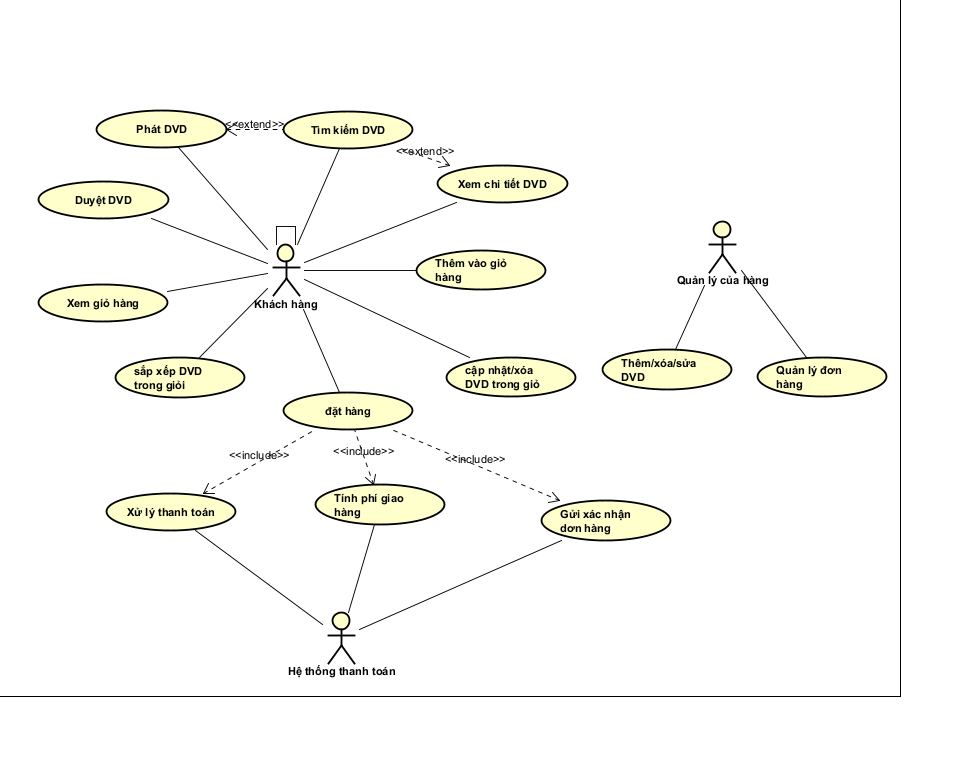 Phát DVD
<<extend>>
Tìm kiếm DVD
<<extend>>
Xem chi tiết DVD
Duyệt DVD
Thêm vào giỏ
hàng
Quản lý của hàng
Xem giỏ hàng
Khách hàng
sắp xếp DVD
trong giỏi
cập nhật/xóa
DVD trong giỏ
Thêm/xóa/sửa
DVD
Quản lý đơn
hàng
đặt hàng
<<include>>
<<include>>
<<include>>
Xử lý thanh toán
Tính phí giao
hàng
Gửi xác nhận
dơn hàng
Hệ thống thanh toán